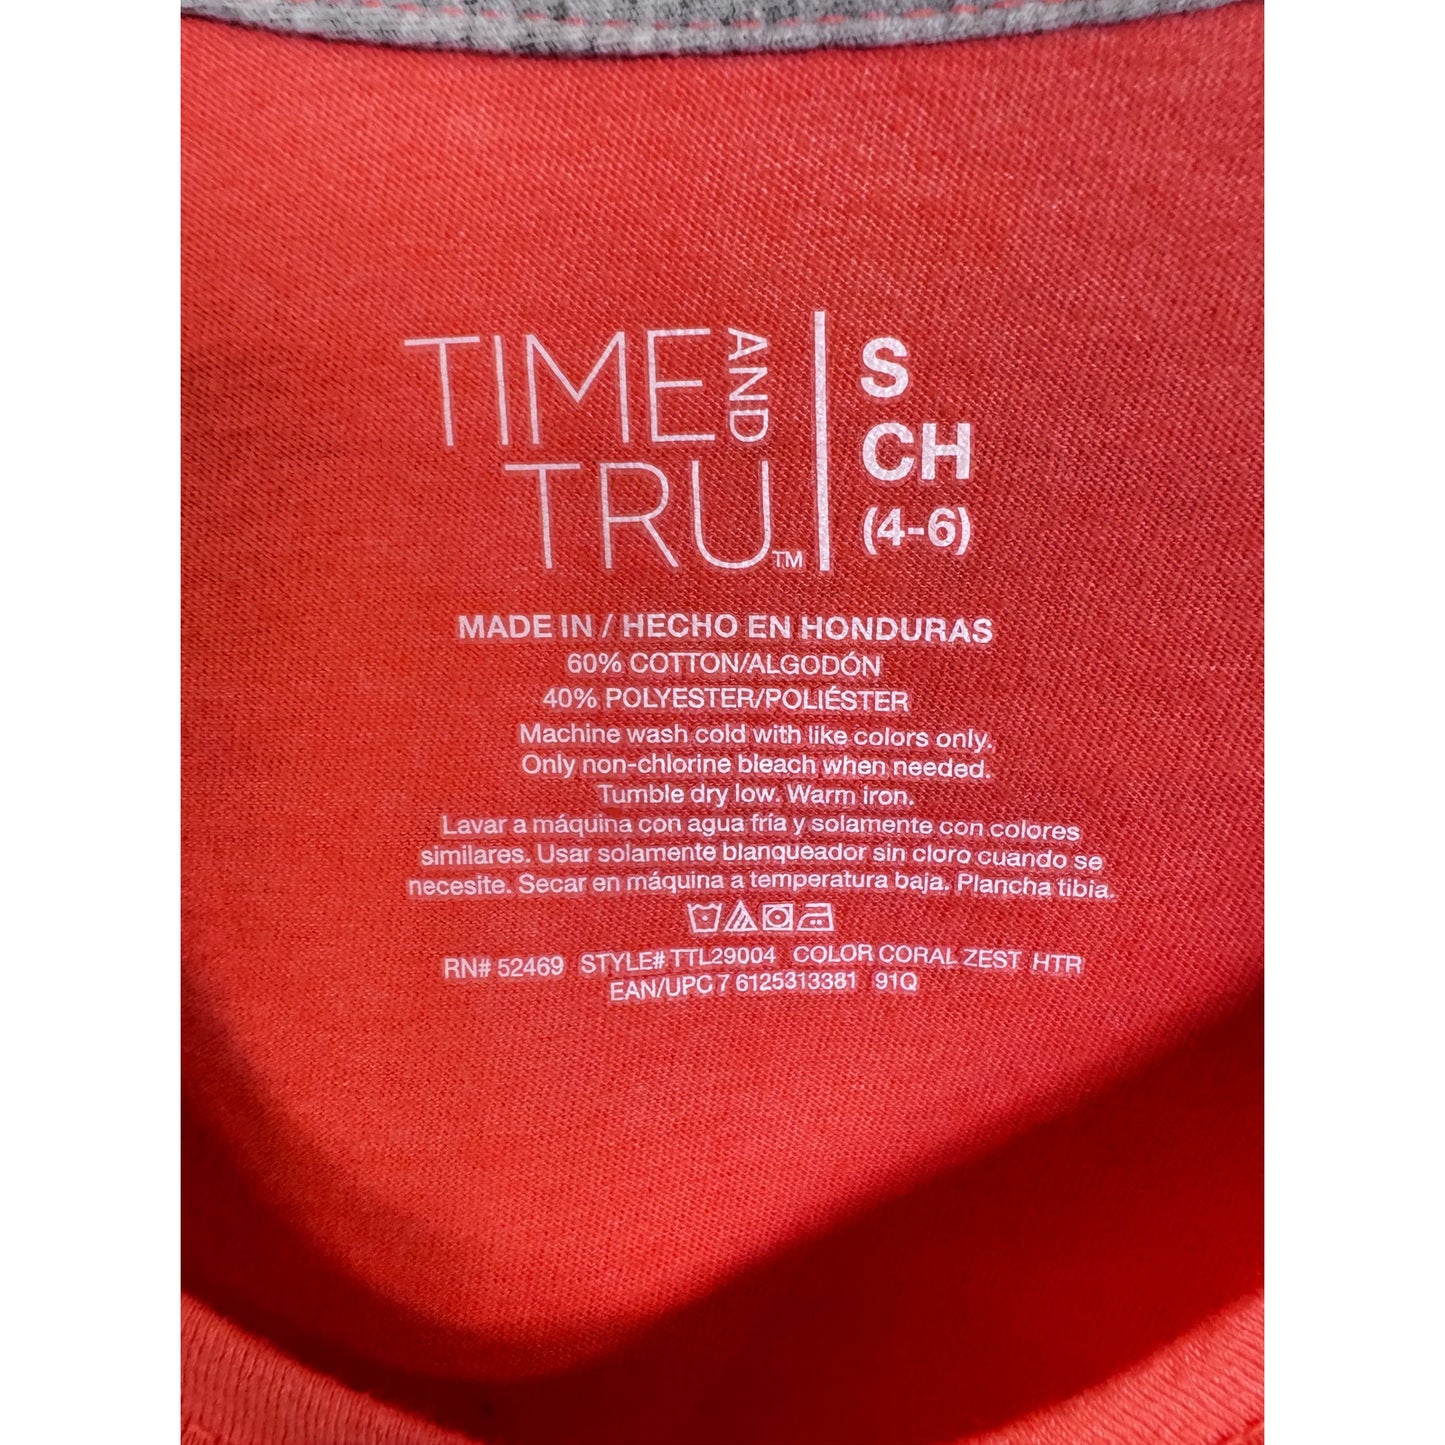 TIME AND
TRU™
S
CH
(4-6)
MADE IN / HECHO EN HONDURAS
60% COTTON/ALGODÓN
40% POLYESTER/POLIÉSTER
Machine wash cold with like colors only.
Only non-chlorine bleach when needed.
Tumble dry low. Warm iron.
Lavar a máquina con agua fría y solamente con colores
similares. Usar solamente blanqueador sin cloro cuando se
necesite. Secar en máquina a temperatura baja. Plancha tibia.
RN# 52469 STYLE# TTL29004 COLOR CORAL ZEST HTR
EAN/UPC 7 6125313381 91Q